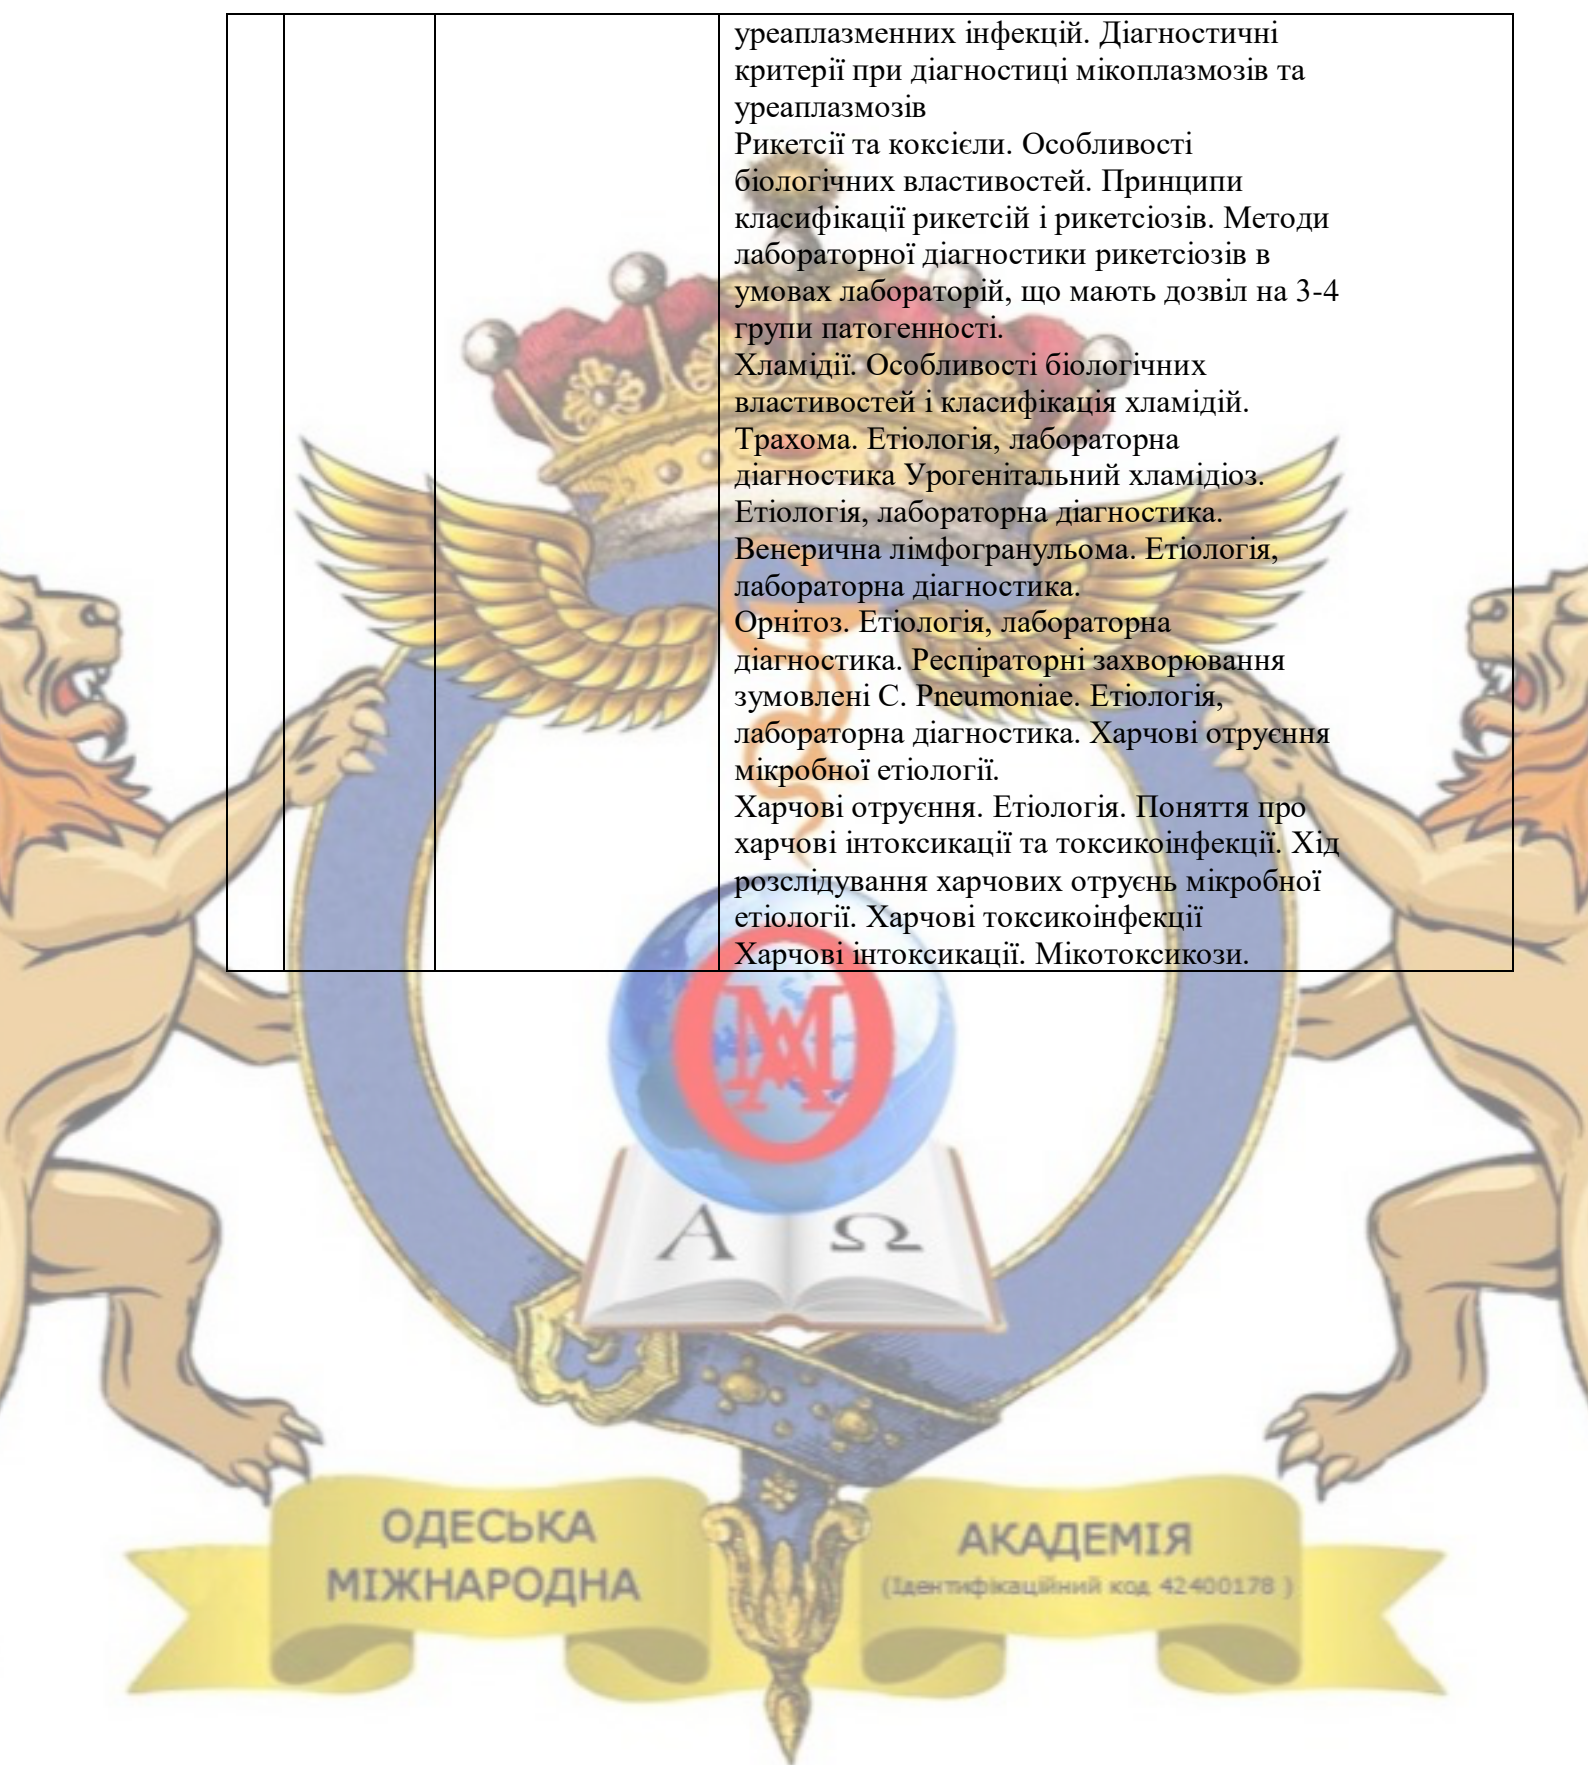 уреаплазменних інфекцій. Діагностичні
критерії при діагностиці мікоплазмозів та
уреаплазмозів
Рикетсії та коксієли. Особливості
біологічних властивостей. Принципи
класифікації рикетсій і рикетсіозів. Методи
лабораторної діагностики рикетсіозів в
умовах лабораторій, що мають дозвіл на 3-4
групи патогенності.
Хламідії. Особливості біологічних
властивостей і класифікація хламідій.
Трахома. Етіологія, лабораторна
діагностика Урогенітальний хламідіоз.
Етіологія, лабораторна діагностика.
Венерична лімфогранульома. Етіологія,
лабораторна діагностика.
Орнітоз. Етіологія, лабораторна
діагностика. Респіраторні захворювання
зумовлені C. Pneumoniae. Етіологія,
лабораторна діагностика. Харчові отруєння
мікробної етіології.
Харчові отруєння. Етіологія. Поняття про
харчові інтоксикації та токсикоінфекції. Хід
розслідування харчових отруєнь мікробної
етіології. Харчові токсикоінфекції
Харчові інтоксикації. Мікотоксикози.
ОМА
Α Ω
ОДЕСЬКА
МІЖНАРОДНА
АКАДЕМІЯ
(Ідентифікаційний код 42400178 )